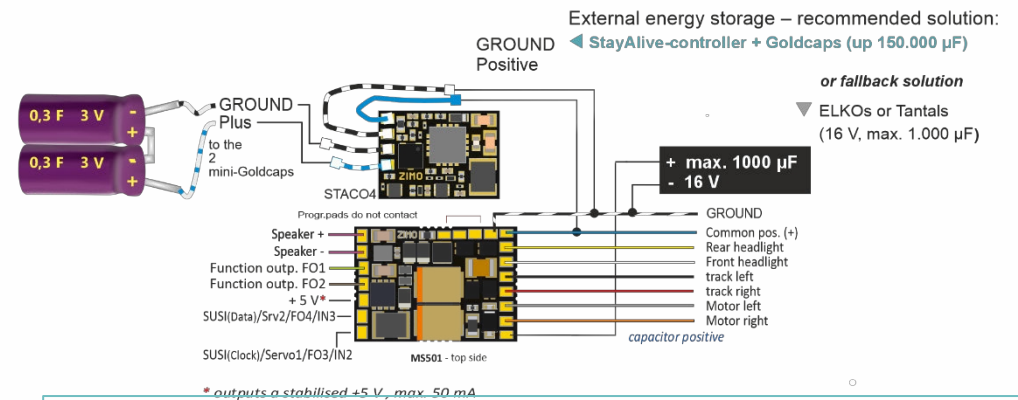 External energy storage – recommended solution:
GROUND
◄ StayAlive-controller + Goldcaps (up 150.000 µF)
Positive
or fallback solution
▼ ELKOs or Tantals
(16 V, max. 1.000 µF)
0,3 F 3 V - +
0,3 F 3 V - +
GROUND
Plus
to the
2
mini-Goldcaps
ZIMO
STACO4
+ max. 1000 µF
- 16 V
Progr.pads do not contact
GROUND
Speaker +
Speaker -
Function outp. FO1
Function outp. FO2
+ 5 V*
SUSI(Data)/Srv2/FO4/IN3
SUSI(Clock)/Servo1/FO3/IN2
ZIMO
Common pos. (+)
Rear headlight
Front headlight
track left
track right
Motor left
Motor right
capacitor positive
MS501 - top side
* outputs a stabilised +5 V , max. 50 mA